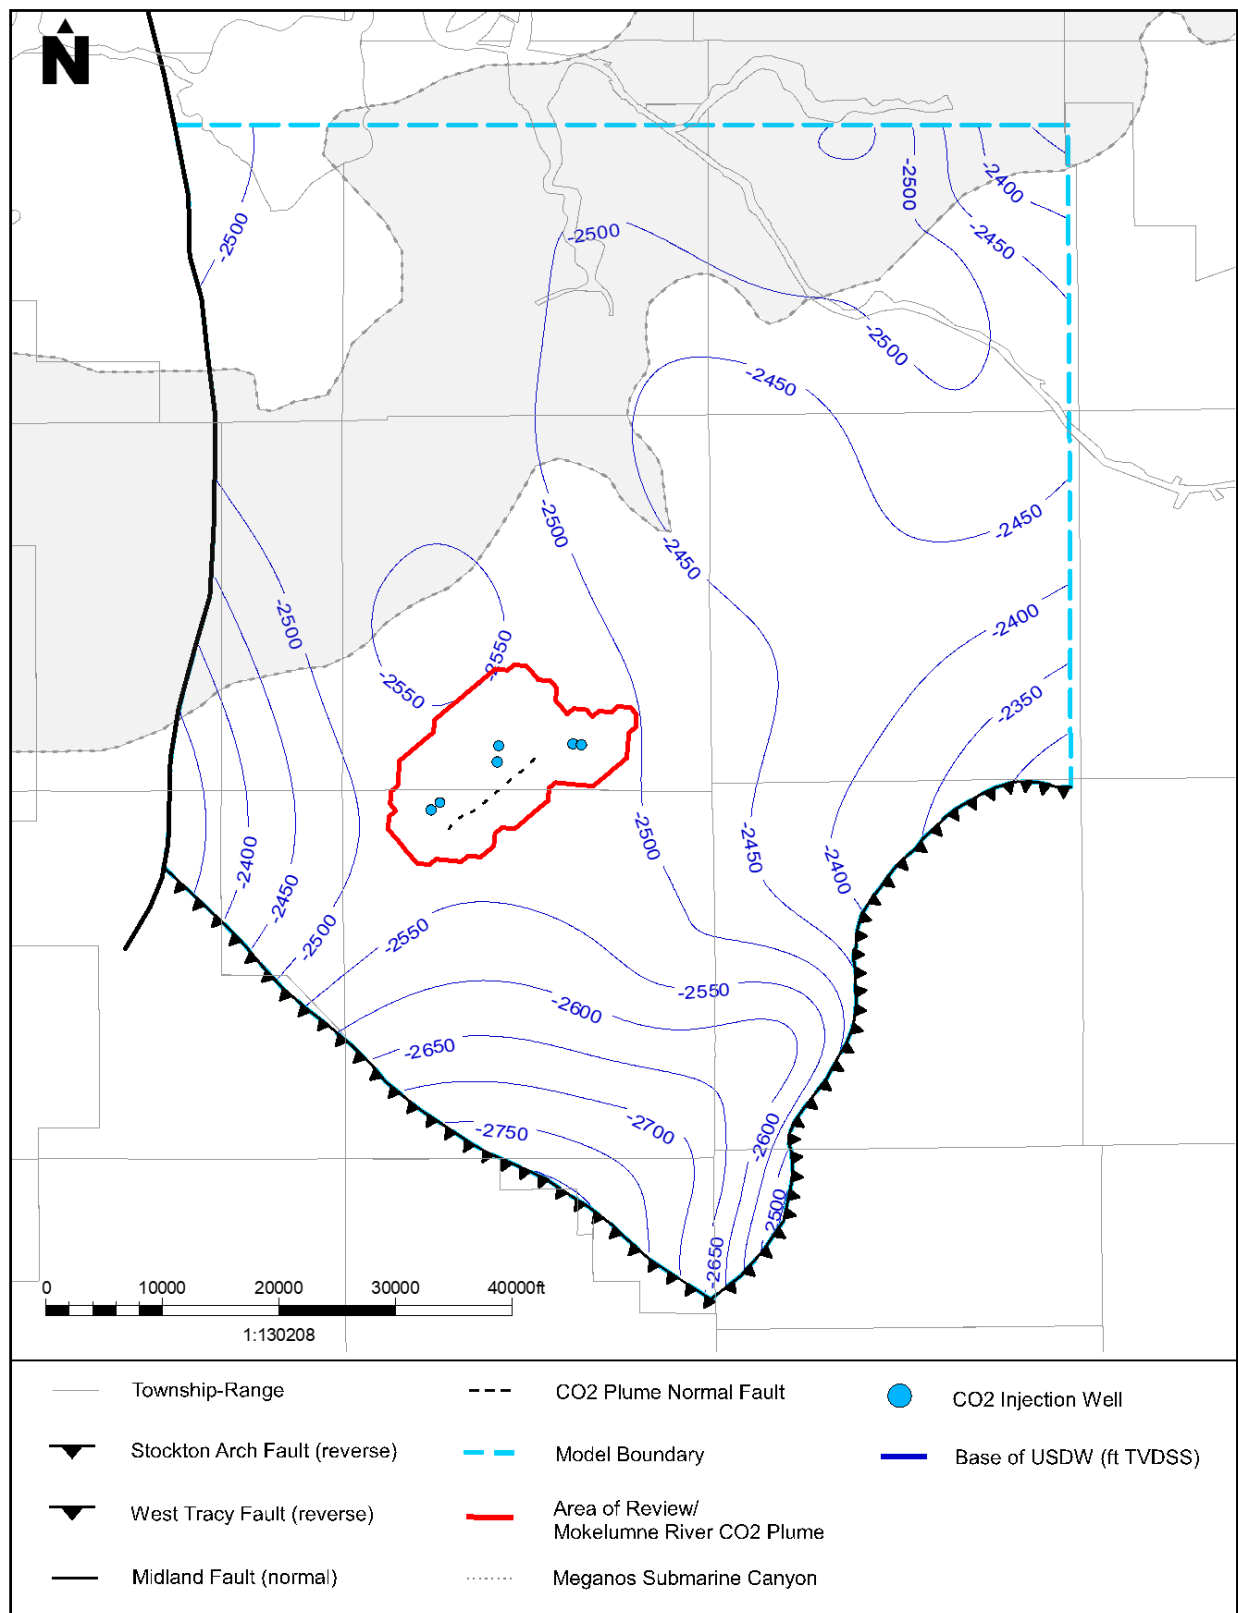 N
-2500
-2500
-2500
-2400
-2450
-2500
-2450
-2500
-2450
-2450
-2500
-2550
-2550
-2400
-2350
-2400
-2450
-2500
-2500
-2450
-2400
-2550
-2550
-2600
-2650
-2700
-2750
-2600
-2500
-2650
0 10000 20000 30000 40000ft
1:130208
Township-Range
CO2 Plume Normal Fault
CO2 Injection Well
Stockton Arch Fault (reverse)
Model Boundary
Base of USDW (ft TVDSS)
West Tracy Fault (reverse)
Area of Review/
Mokelumne River CO2 Plume
Midland Fault (normal)
Meganos Submarine Canyon